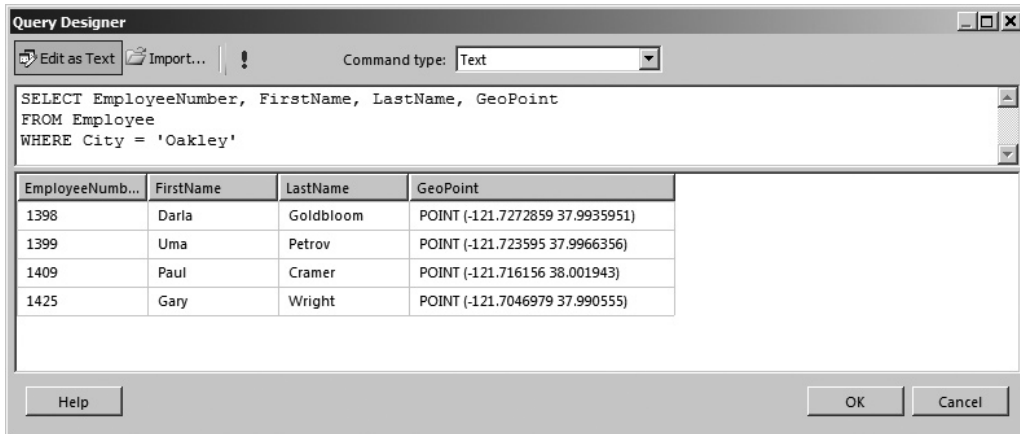 Query Designer
Edit as Text Import... ! Command type: Text
SELECT EmployeeNumber, FirstName, LastName, GeoPoint
FROM Employee
WHERE City = 'Oakley'
EmployeeNumb... FirstName LastName GeoPoint
1398 Darla Goldbloom POINT (-121.7272859 37.9935951)
1399 Uma Petrov POINT (-121.723595 37.9966356)
1409 Paul Cramer POINT (-121.716156 38.001943)
1425 Gary Wright POINT (-121.7046979 37.990555)
Help OK Cancel